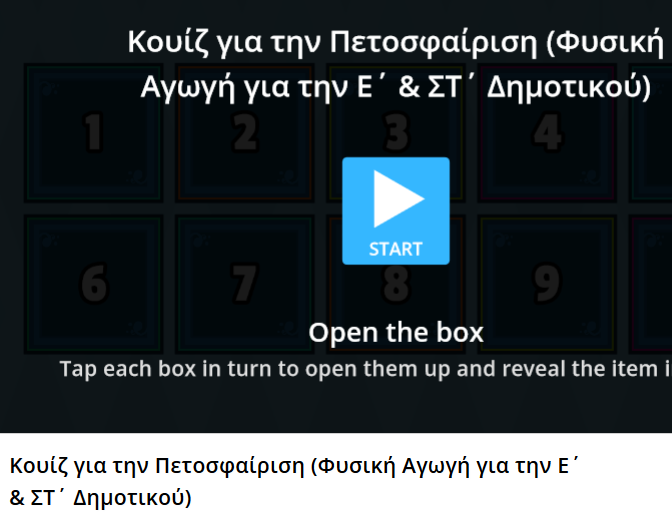 Κουίζ για την Πετοσφαίριση (Φυσική
Αγωγή για την Ε΄ & ΣΤ΄ Δημοτικού)
1 2 3 4
START
6 7 8 9
Open the box
Tap each box in turn to open them up and reveal the item i
Κουίζ για την Πετοσφαίριση (Φυσική Αγωγή για την Ε΄
& ΣΤ΄ Δημοτικού)